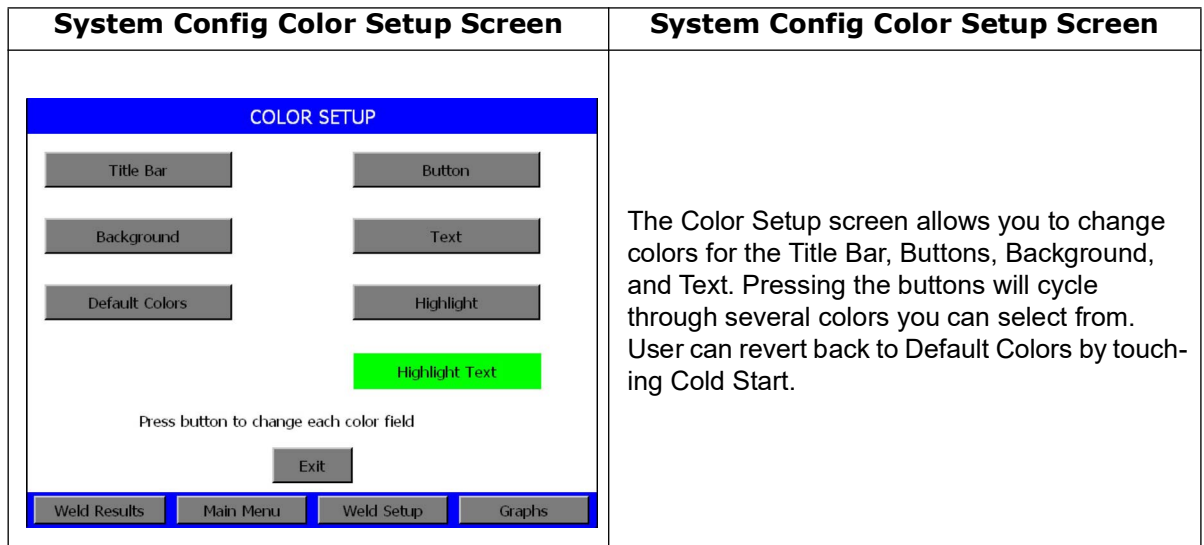 System Config Color Setup Screen
System Config Color Setup Screen
COLOR SETUP
Title Bar
Button
Background
Text
Default Colors
Highlight
Highlight Text
Press button to change each color field
Exit
Weld Results
Main Menu
Weld Setup
Graphs
The Color Setup screen allows you to change
colors for the Title Bar, Buttons, Background,
and Text. Pressing the buttons will cycle
through several colors you can select from.
User can revert back to Default Colors by touch-
ing Cold Start.